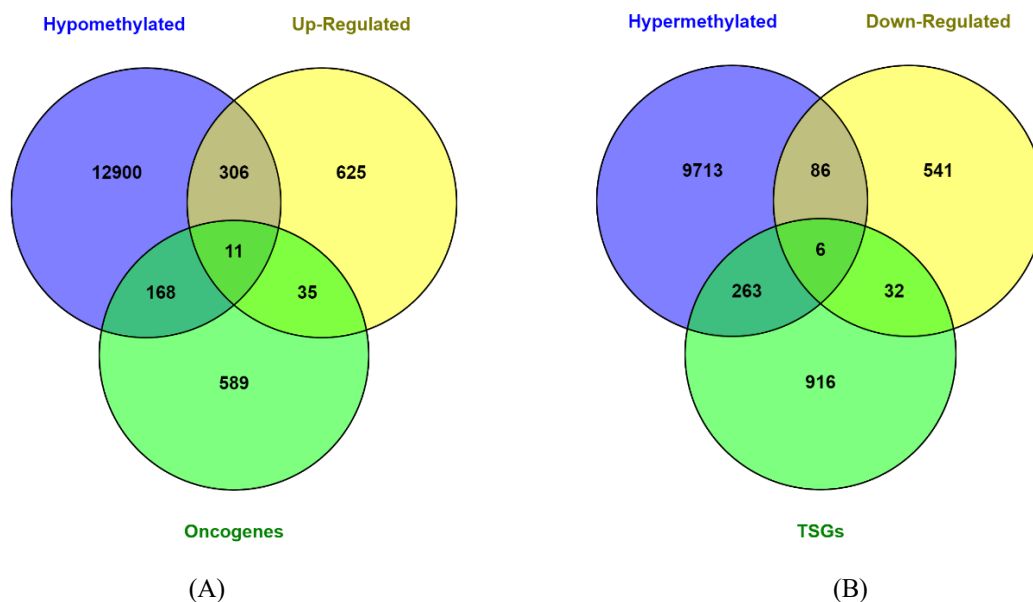 Hypomethylated Up-Regulated
12900 306 625
11
168 35
589
Oncogenes
(A)
Hypermethylated Down-Regulated
9713 86 541
6
263 32
916
TSGs
(B)